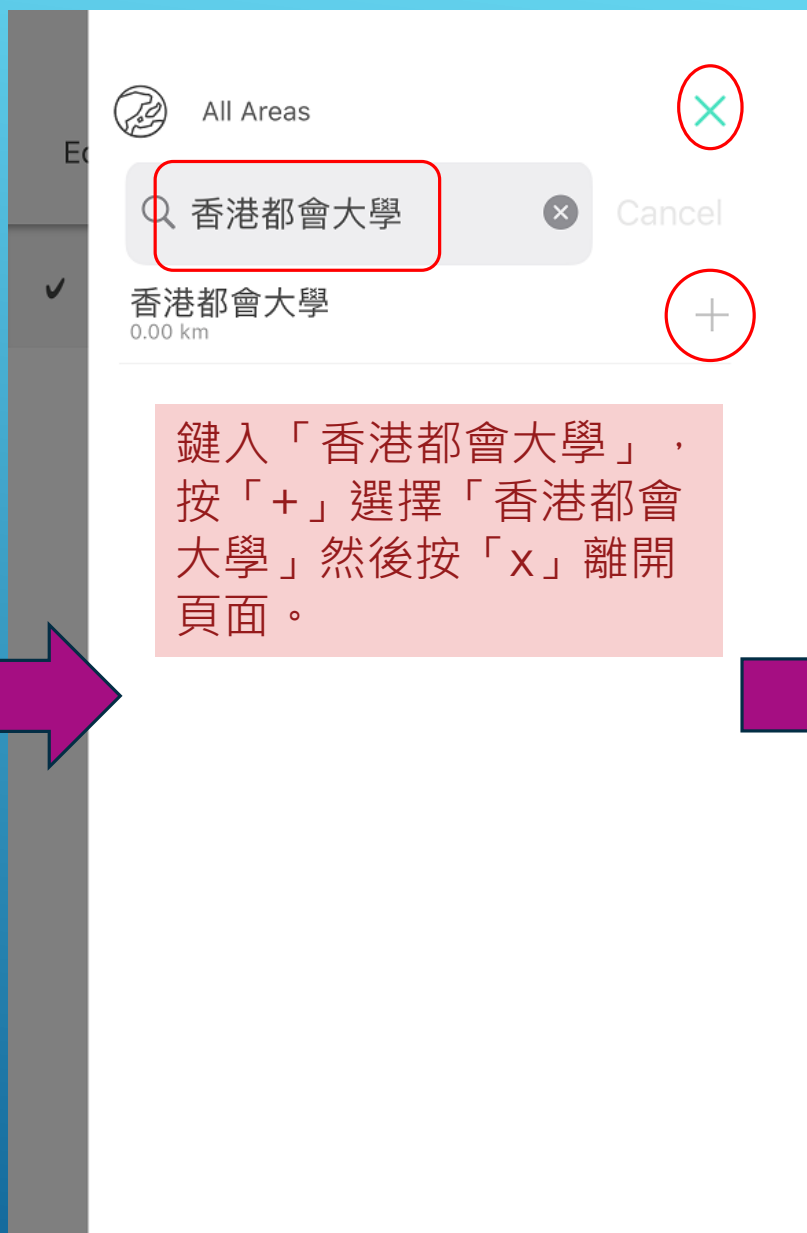 All Areas
Ed
香港都會大學
Cancel
香港都會大學
0.00 km
鍵入「香港都會大學」，
按「+」選擇「香港都會
大學」然後按「x」離開
頁面。